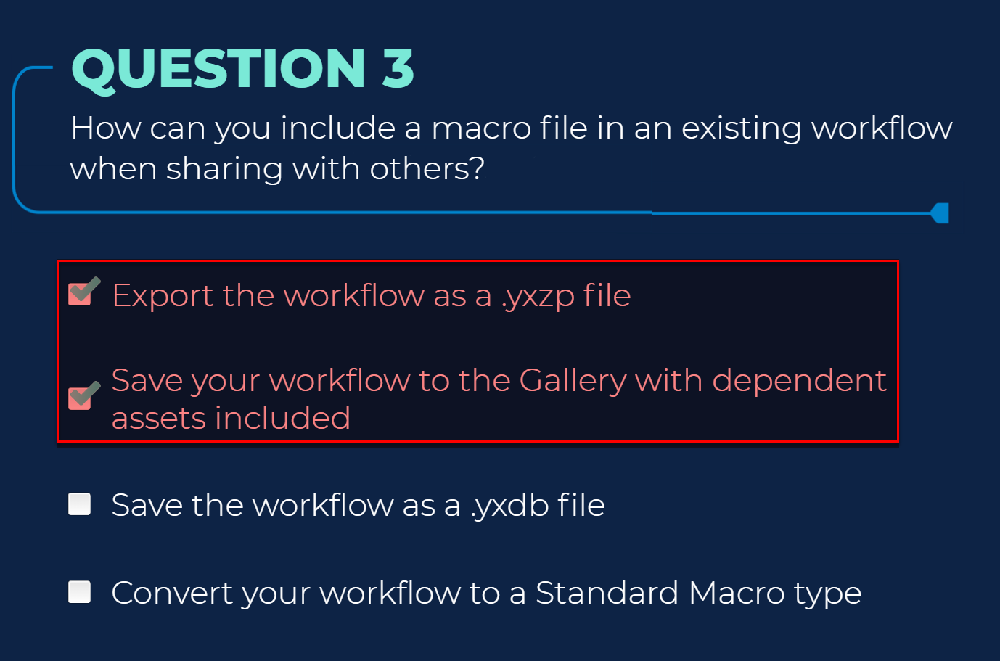 QUESTION 3
How can you include a macro file in an existing workflow
when sharing with others?
Export the workflow as a .yxzp file
Save your workflow to the Gallery with dependent
assets included
Save the workflow as a .yxdb file
Convert your workflow to a Standard Macro type